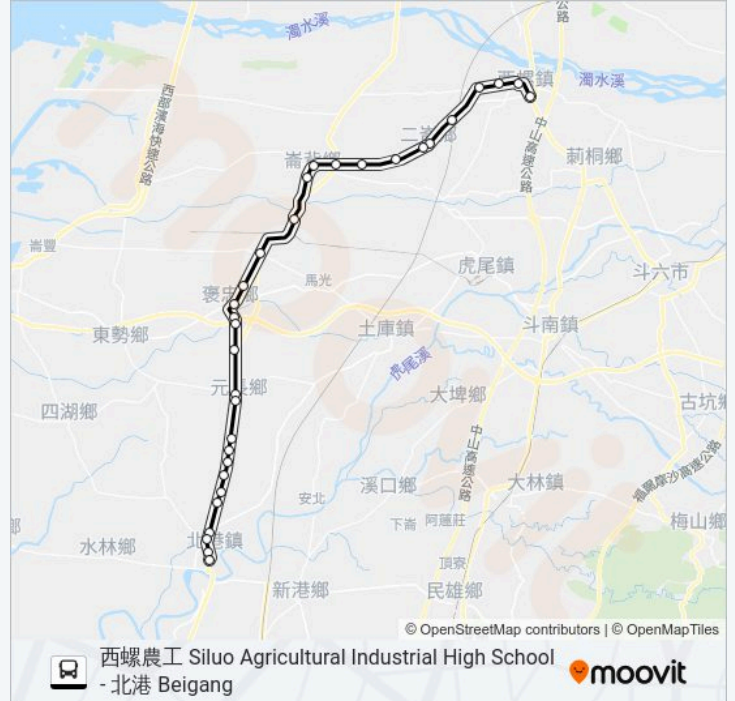 公路
濁水溪
西螺鎮
濁水溪
西部濱海快速公路
中山高速公路
二崙鄉
崙背鄉
莿桐鄉
崙豐
虎尾鎮
斗六市
馬光
褒忠鄉
東勢鄉
土庫鎮
斗南鎮
虎尾溪
元長鄉
大埤鄉
四湖鄉
古坑鄉
中山高速公路
福爾摩沙高速公路
溪口鄉
大林鎮
安北
下崙
阿蓮莊
梅山鄉
水林鄉
北港鎮
頂寮
新港鄉
民雄鄉
© OpenStreetMap contributors | © OpenMapTiles
西螺農工 Siluo Agricultural Industrial High School
- 北港 Beigang
moovit